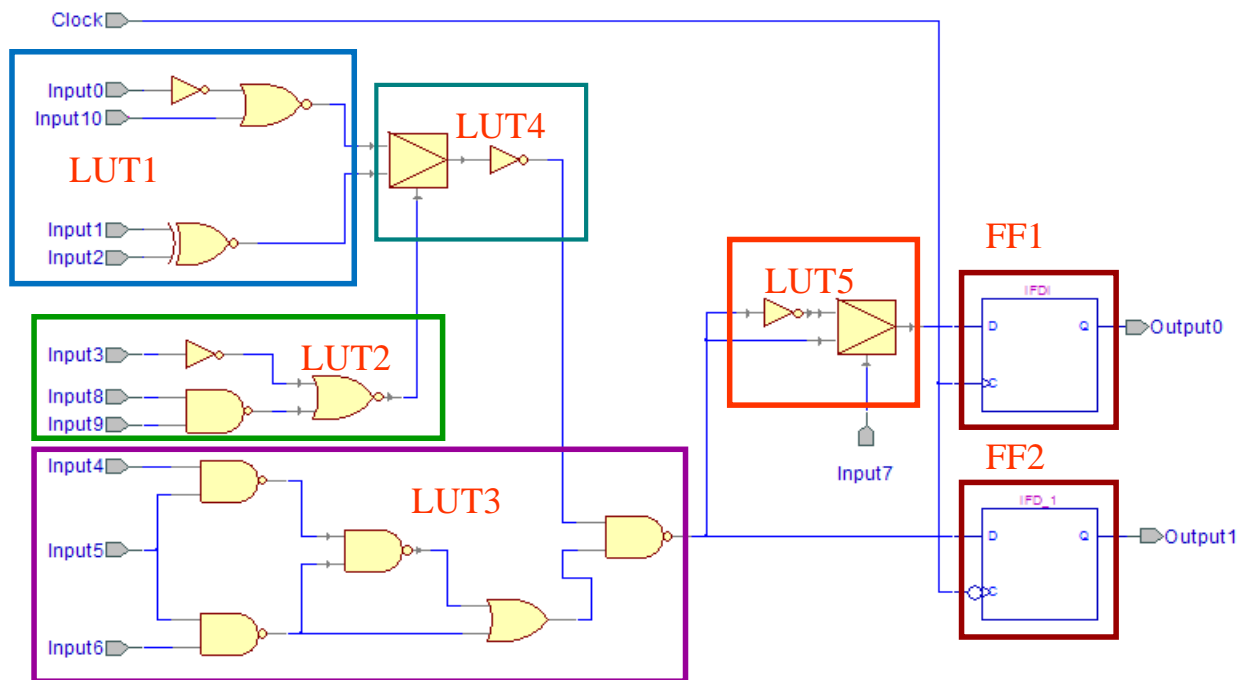 Clock
Input0
Input10
LUT1
Input1
Input2
LUT4
Input3
Input8
Input9
LUT2
Input4
Input5
Input6
LUT3
LUT5
Input7
FF1
IFDI
D
Q
C
Output0
FF2
IFD_1
D
Q
C
Output1